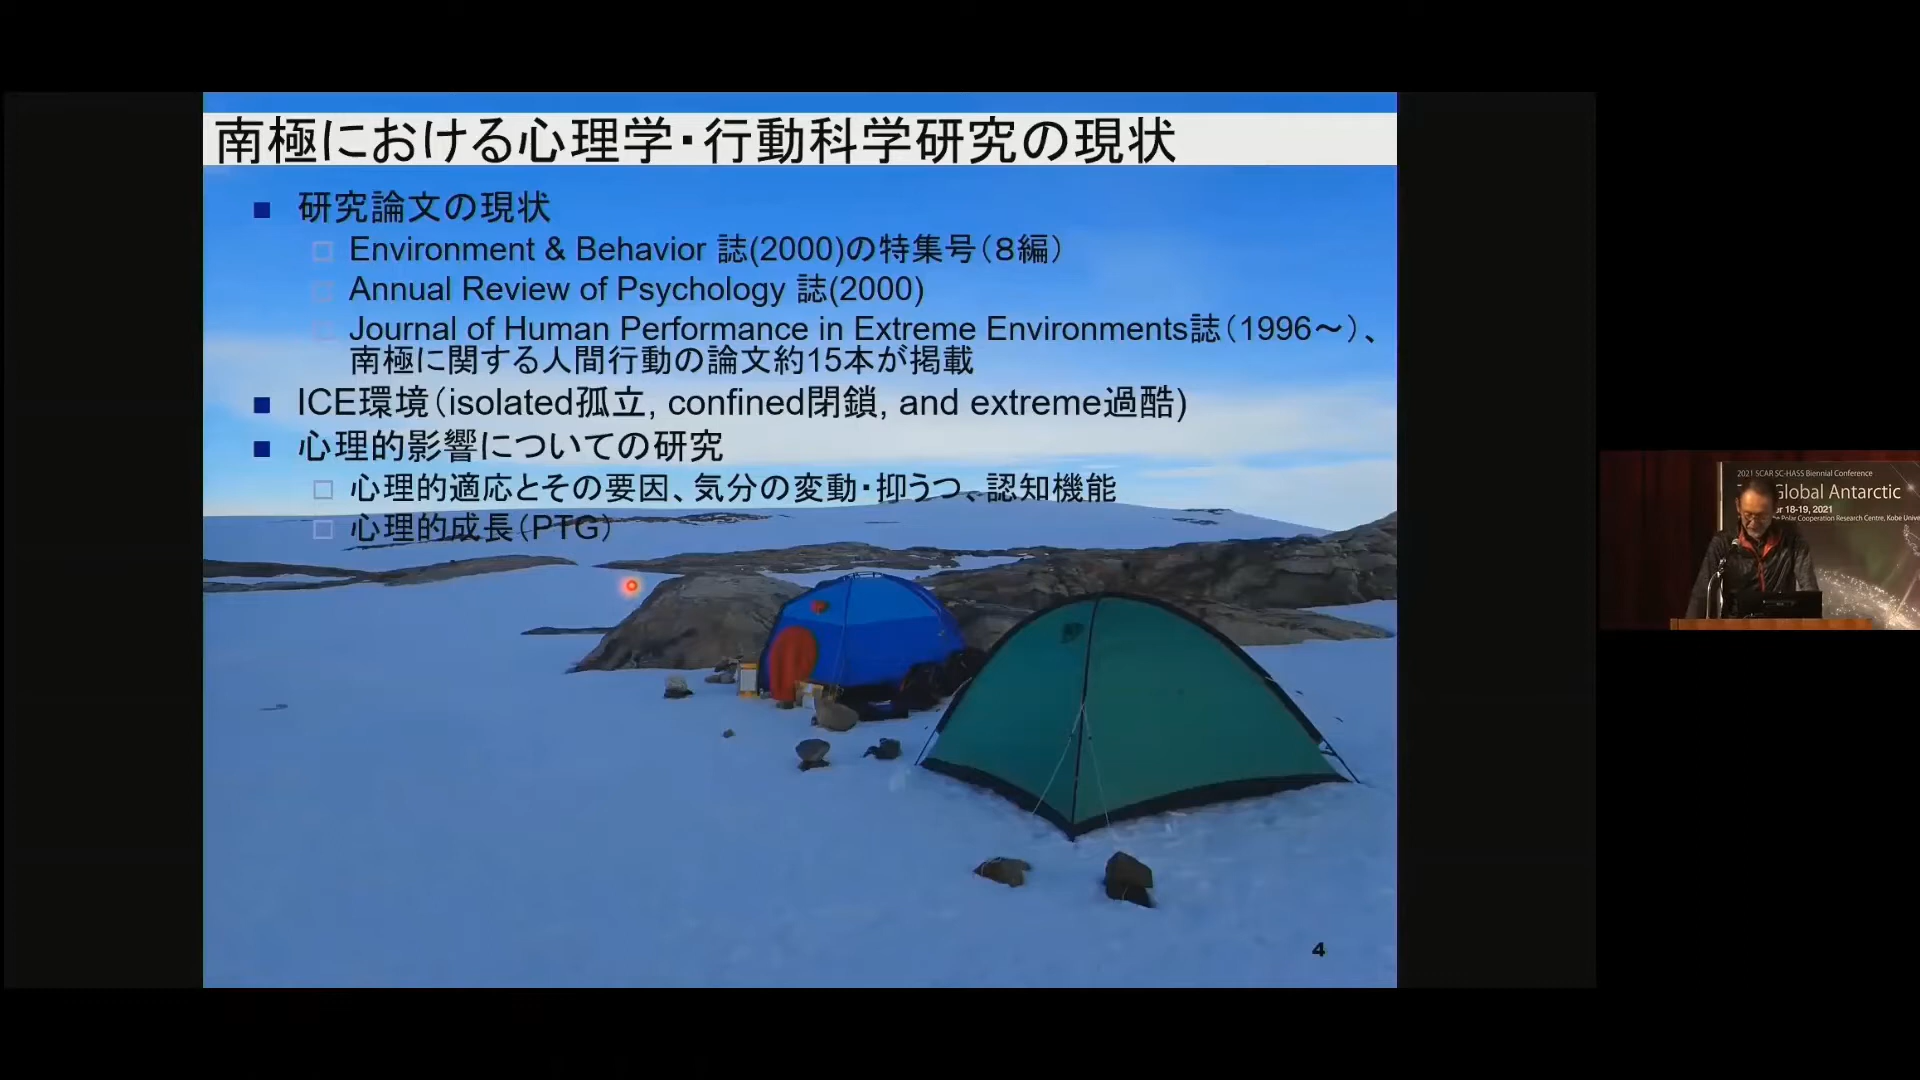 南極における心理学・行動科学研究の現状
■ 研究論文の現状
□ Environment & Behavior 誌(2000)の特集号（８編）
□ Annual Review of Psychology 誌(2000)
□ Journal of Human Performance in Extreme Environments誌（1996～）、
南極に関する人間行動の論文約15本が掲載
■ ICE環境（isolated孤立, confined閉鎖, and extreme過酷)
■ 心理的影響についての研究
□ 心理的適応とその要因、気分の変動・抑うつ、認知機能
□ 心理的成長（PTG）
4
2021 SCAR SC-HASS Biennial Conference
Global Antarctic
18-19, 2021
Polar Cooperation Research Centre, Kobe